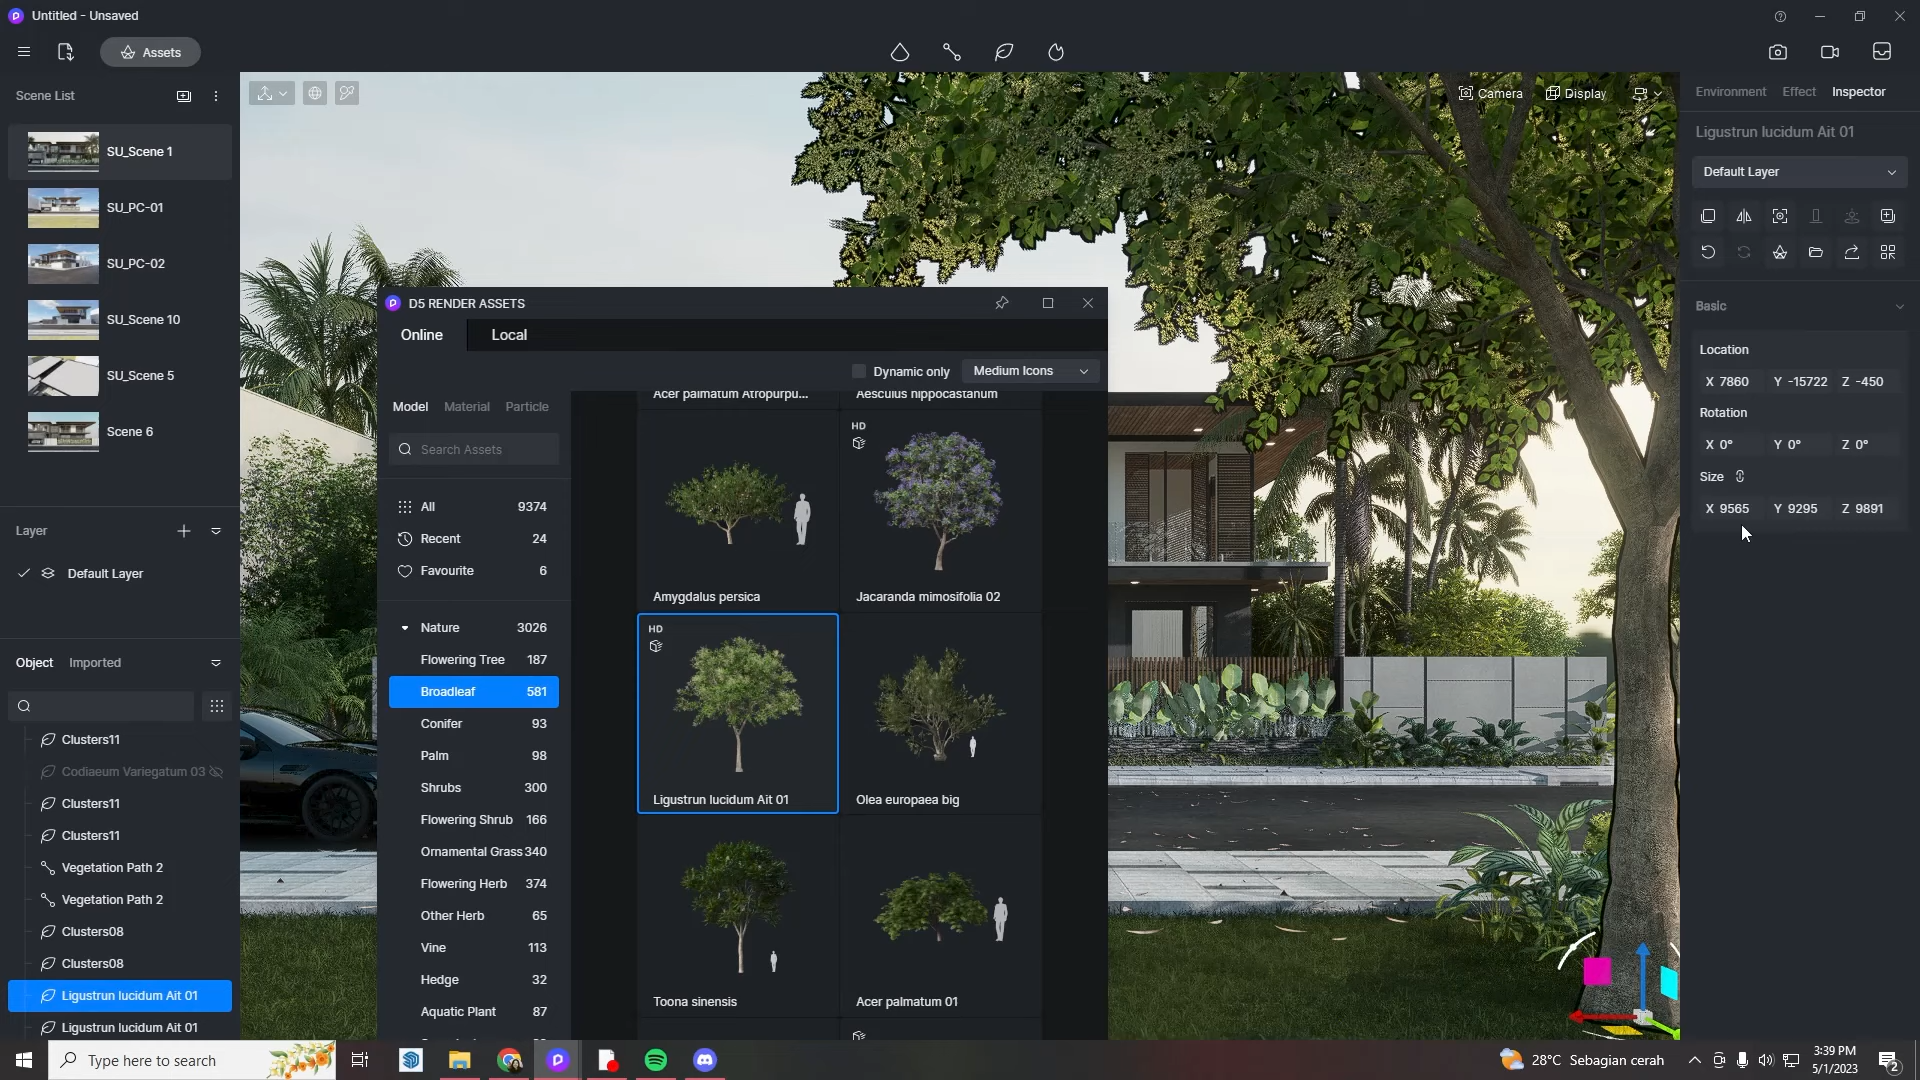 Untitled - Unsaved
Assets
Scene List
SU_Scene 1
SU_PC-01
SU_PC-02
SU_Scene 10
SU_Scene 5
Scene 6
Layer
Default Layer
Object Imported
Clusters11
Codiaeum Variegatum 03
Clusters11
Clusters11
Vegetation Path 2
Vegetation Path 2
Clusters08
Clusters08
Ligustrun lucidum Ait 01
Ligustrun lucidum Ait 01
Camera Display
D5 RENDER ASSETS
Online Local
Dynamic only Medium Icons
Model Material Particle
Search Assets
All 9374
Recent 24
Favourite 6
Nature 3026
Flowering Tree 187
Broadleaf 581
Conifer 93
Palm 98
Shrubs 300
Flowering Shrub 166
Ornamental Grass 340
Flowering Herb 374
Other Herb 65
Vine 113
Hedge 32
Aquatic Plant 87
Acer palmatum Atropurpu... Aesculus hippocastanum
HD
Amygdalus persica Jacaranda mimosifolia 02
HD
Ligustrun lucidum Ait 01 Olea europaea big
Toona sinensis Acer palmatum 01
Environment Effect Inspector
Ligustrun lucidum Ait 01
Default Layer
Basic
Location
X 7860 Y -15722 Z -450
Rotation
X 0° Y 0° Z 0°
Size
X 9565 Y 9295 Z 9891
Type here to search
28°C Sebagian cerah
3:39 PM
5/1/2023
2